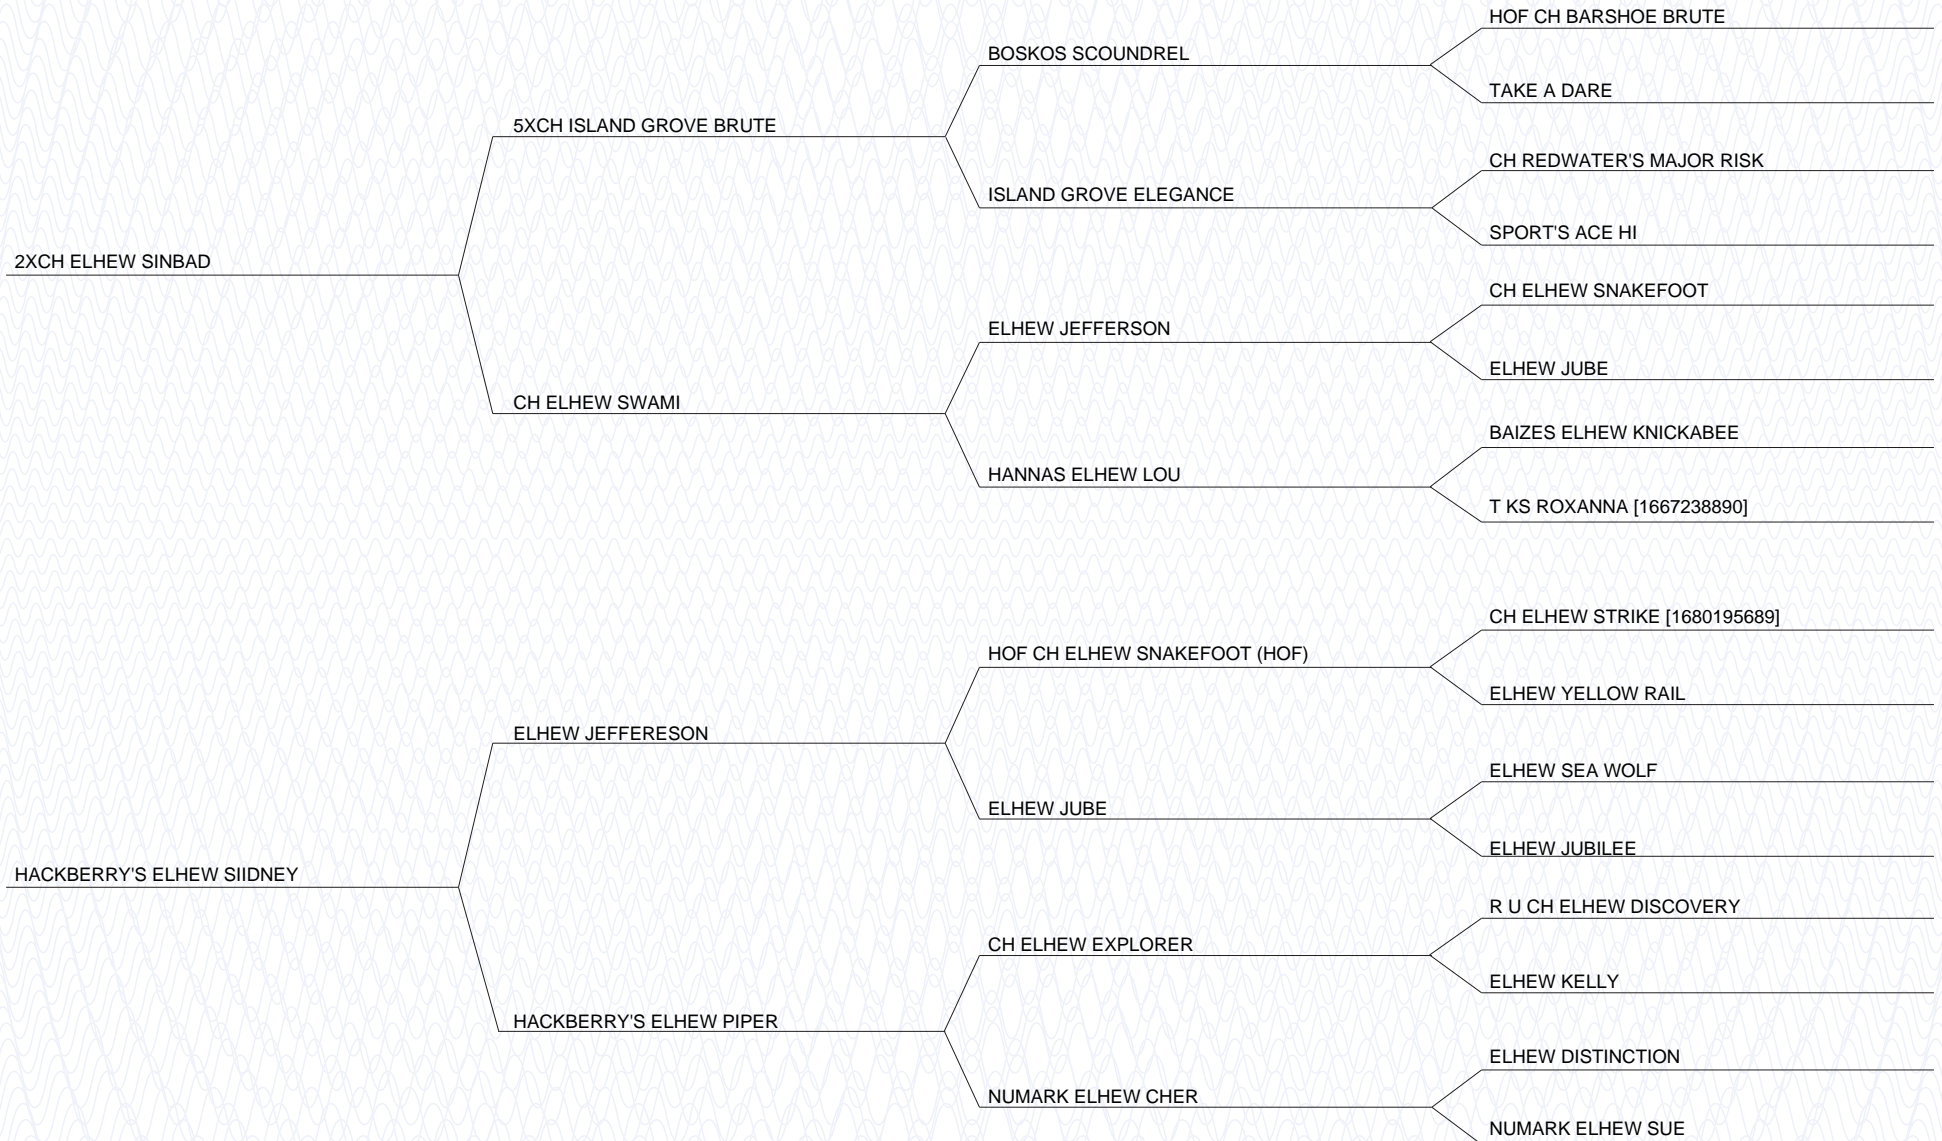 HOF CH BARSHOE BRUTE
BOSKOS SCOUNDREL
TAKE A DARE
5XCH ISLAND GROVE BRUTE
CH REDWATER'S MAJOR RISK
ISLAND GROVE ELEGANCE
SPORT'S ACE HI
2XCH ELHEW SINBAD
CH ELHEW SNAKEFOOT
ELHEW JEFFERSON
ELHEW JUBE
CH ELHEW SWAMI
BAIZES ELHEW KNICKABEE
HANNAS ELHEW LOU
T KS ROXANNA [1667238890]
CH ELHEW STRIKE [1680195689]
HOF CH ELHEW SNAKEFOOT (HOF)
ELHEW YELLOW RAIL
ELHEW JEFFERESON
ELHEW SEA WOLF
ELHEW JUBE
ELHEW JUBILEE
HACKBERRY'S ELHEW SIIDNEY
R U CH ELHEW DISCOVERY
CH ELHEW EXPLORER
ELHEW KELLY
HACKBERRY'S ELHEW PIPER
ELHEW DISTINCTION
NUMARK ELHEW CHER
NUMARK ELHEW SUE